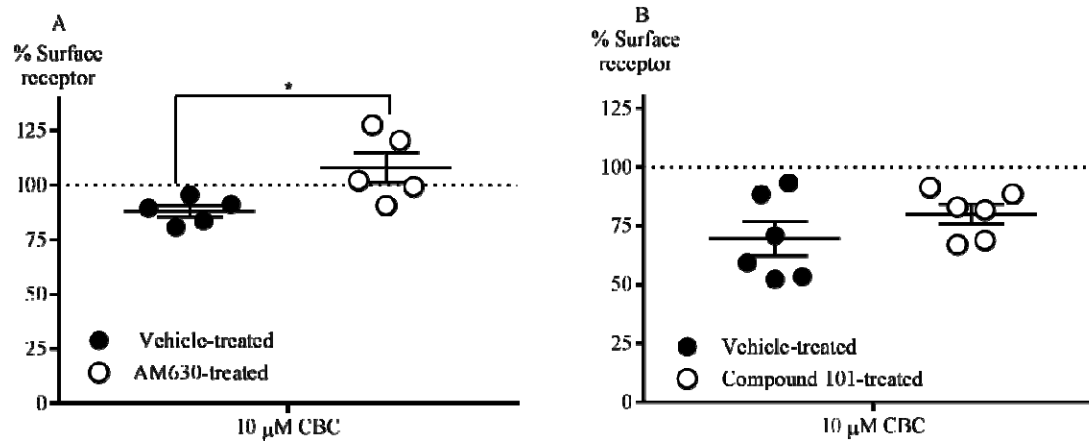 A
% Surface
receptor
*
125
100
75
50
25
0
Vehicle-treated
AM630-treated
10 μM CBC
B
% Surface
receptor
125
100
75
50
25
0
Vehicle-treated
Compound 101-treated
10 μM CBC